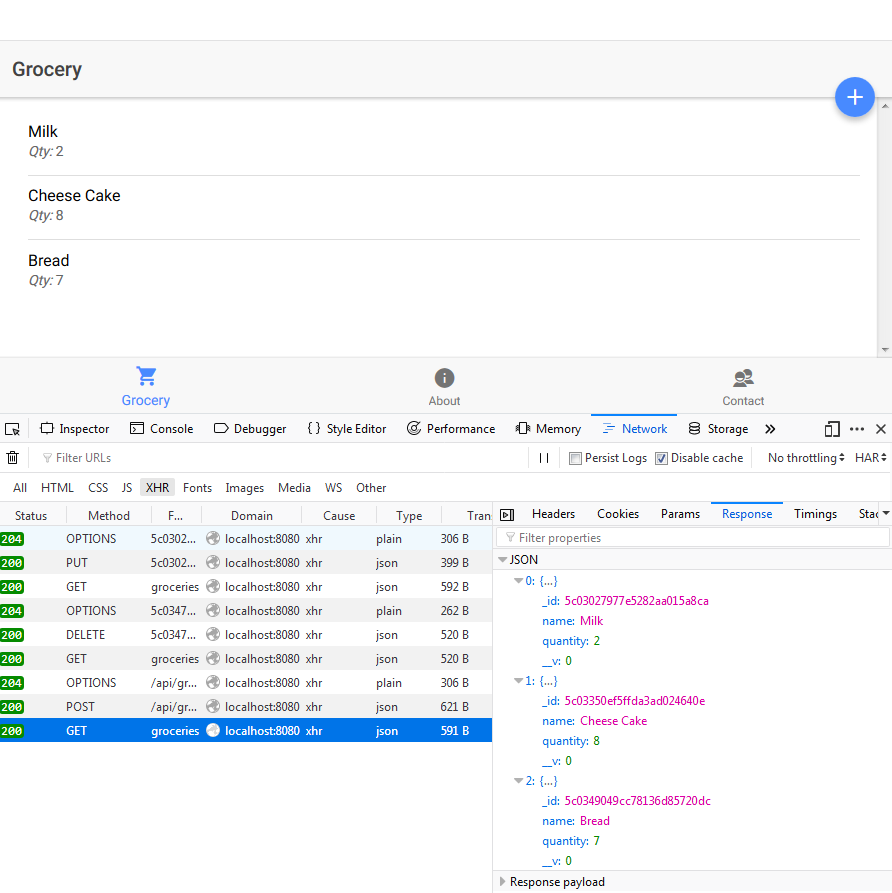 Grocery
Milk
Qty: 2
Cheese Cake
Qty: 8
Bread
Qty: 7
Grocery About Contact
Inspector Console Debugger { } Style Editor Performance Memory Network Storage
Filter URLs Persist Logs Disable cache No throttling HAR
All HTML CSS JS XHR Fonts Images Media WS Other
Status Method F... Domain Cause Type Tran
204 OPTIONS 5c0302... localhost:8080 xhr plain 306 B
200 PUT 5c0302... localhost:8080 xhr json 399 B
200 GET groceries localhost:8080 xhr json 592 B
204 OPTIONS 5c0347... localhost:8080 xhr plain 262 B
200 DELETE 5c0347... localhost:8080 xhr json 520 B
200 GET groceries localhost:8080 xhr json 520 B
204 OPTIONS /api/gr... localhost:8080 xhr plain 306 B
200 POST /api/gr... localhost:8080 xhr json 621 B
200 GET groceries localhost:8080 xhr json 591 B
Headers Cookies Params Response Timings Stac
Filter properties
JSON
0: {...}
_id: 5c03027977e5282aa015a8ca
name: Milk
quantity: 2
__v: 0
1: {...}
_id: 5c03350ef5ffda3ad024640e
name: Cheese Cake
quantity: 8
__v: 0
2: {...}
_id: 5c0349049cc78136d85720dc
name: Bread
quantity: 7
__v: 0
Response payload